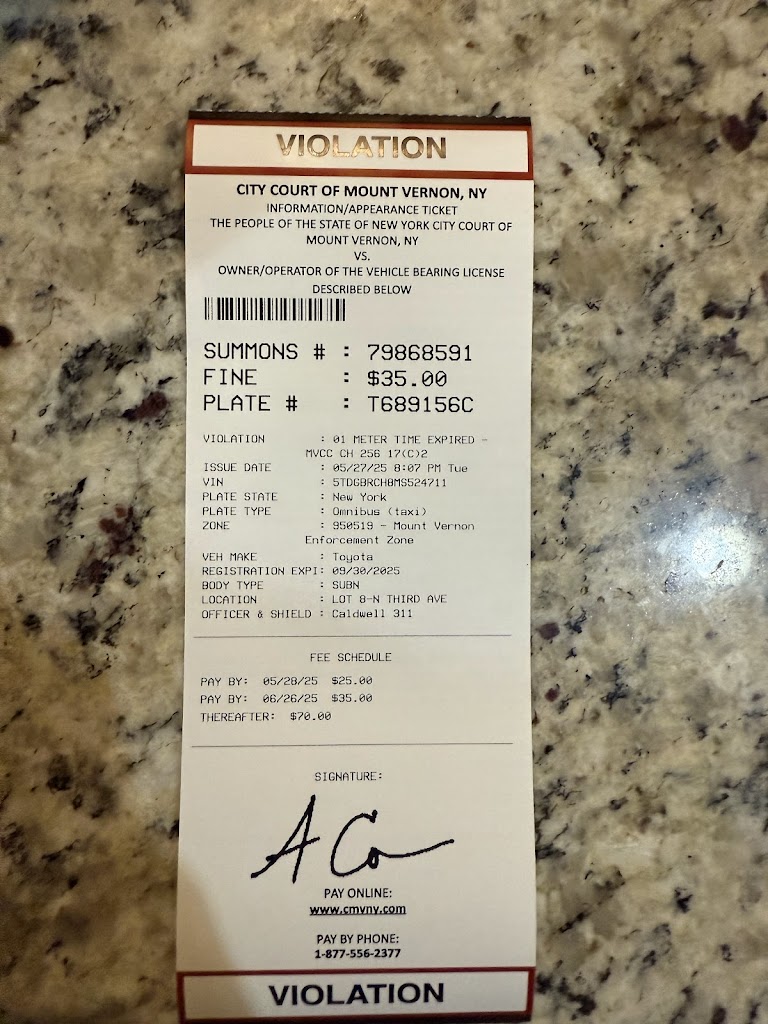 VIOLATION
CITY COURT OF MOUNT VERNON, NY
INFORMATION/APPEARANCE TICKET
THE PEOPLE OF THE STATE OF NEW YORK CITY COURT OF
MOUNT VERNON, NY
VS.
OWNER/OPERATOR OF THE VEHICLE BEARING LICENSE
DESCRIBED BELOW
SUMMONS # : 79868591
FINE : $35.00
PLATE # : T689156C
VIOLATION : 01 METER TIME EXPIRED -
MVCC CH 256 17(C)2
ISSUE DATE : 05/27/25 8:07 PM Tue
VIN : 5TDGBRCH8MS524711
PLATE STATE : New York
PLATE TYPE : Omnibus (taxi)
ZONE : 950519 - Mount Vernon
Enforcement Zone
VEH MAKE : Toyota
REGISTRATION EXPI: 09/30/2025
BODY TYPE : SUBN
LOCATION : LOT 8-N THIRD AVE
OFFICER & SHIELD : Caldwell 311
FEE SCHEDULE
PAY BY: 05/28/25 $25.00
PAY BY: 06/26/25 $35.00
THEREAFTER: $70.00
SIGNATURE:
A Co
PAY ONLINE:
www.cmvny.com
PAY BY PHONE:
1-877-556-2377
VIOLATION